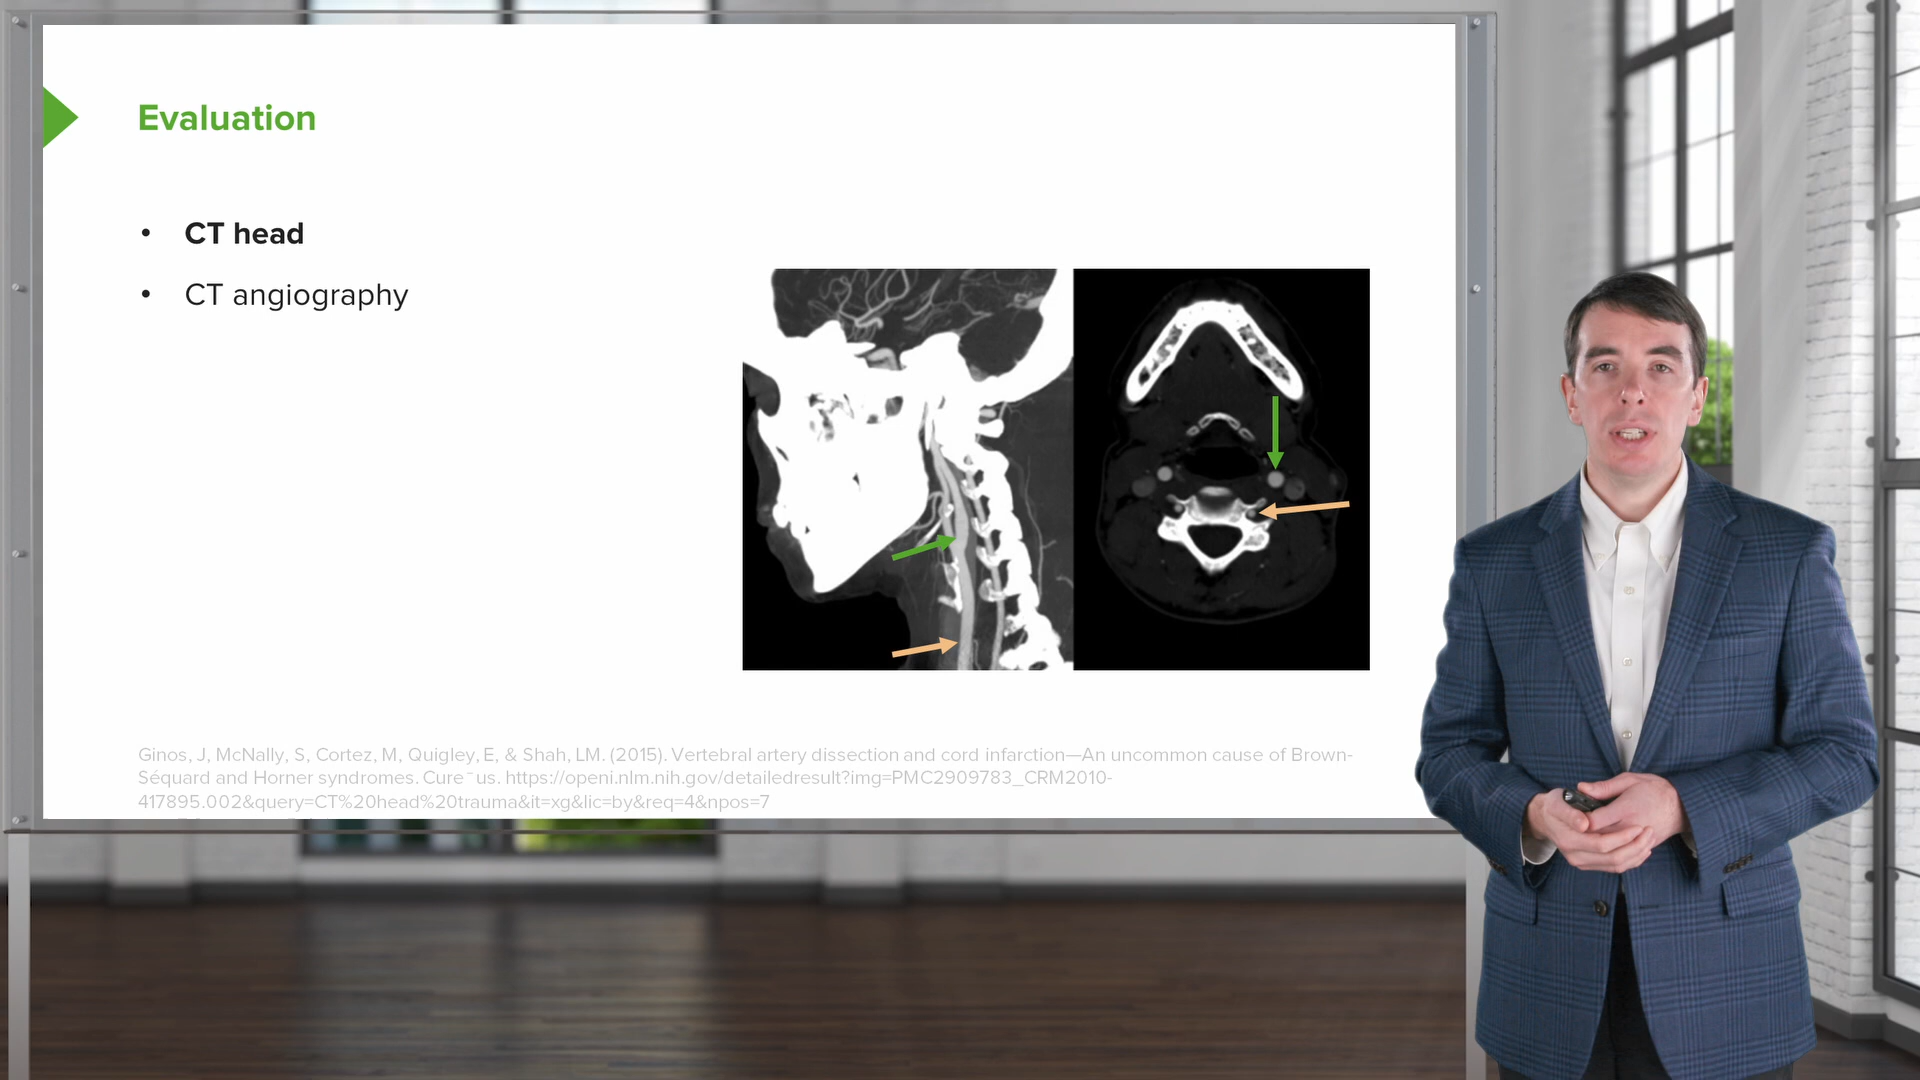 Evaluation
• CT head
• CT angiography
Ginos, J, McNally, S, Cortez, M, Quigley, E, & Shah, LM. (2015). Vertebral artery dissection and cord infarction—An uncommon cause of Brown-
Séquard and Horner syndromes. Cure¯us. https://openi.nlm.nih.gov/detailedresult?img=PMC2909783_CRM2010-
417895.002&query=CT%20head%20trauma&it=xg&lic=by&req=4&npos=7